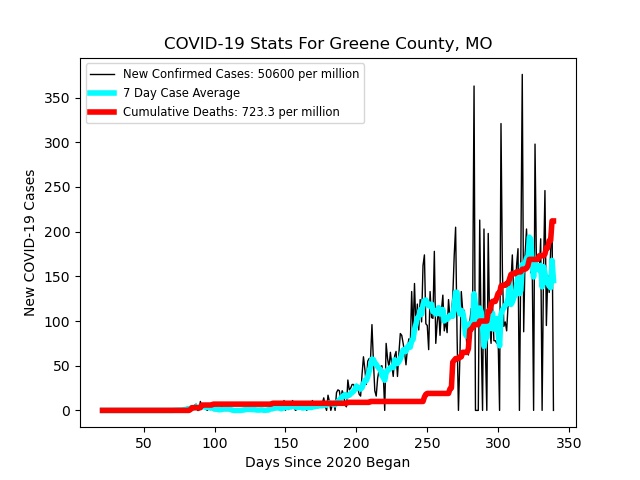 COVID-19 Stats For Greene County, MO
New Confirmed Cases: 50600 per million
7 Day Case Average
Cumulative Deaths: 723.3 per million
New COVID-19 Cases
350
300
250
200
150
100
50
0
50 100 150 200 250 300 350
Days Since 2020 Began